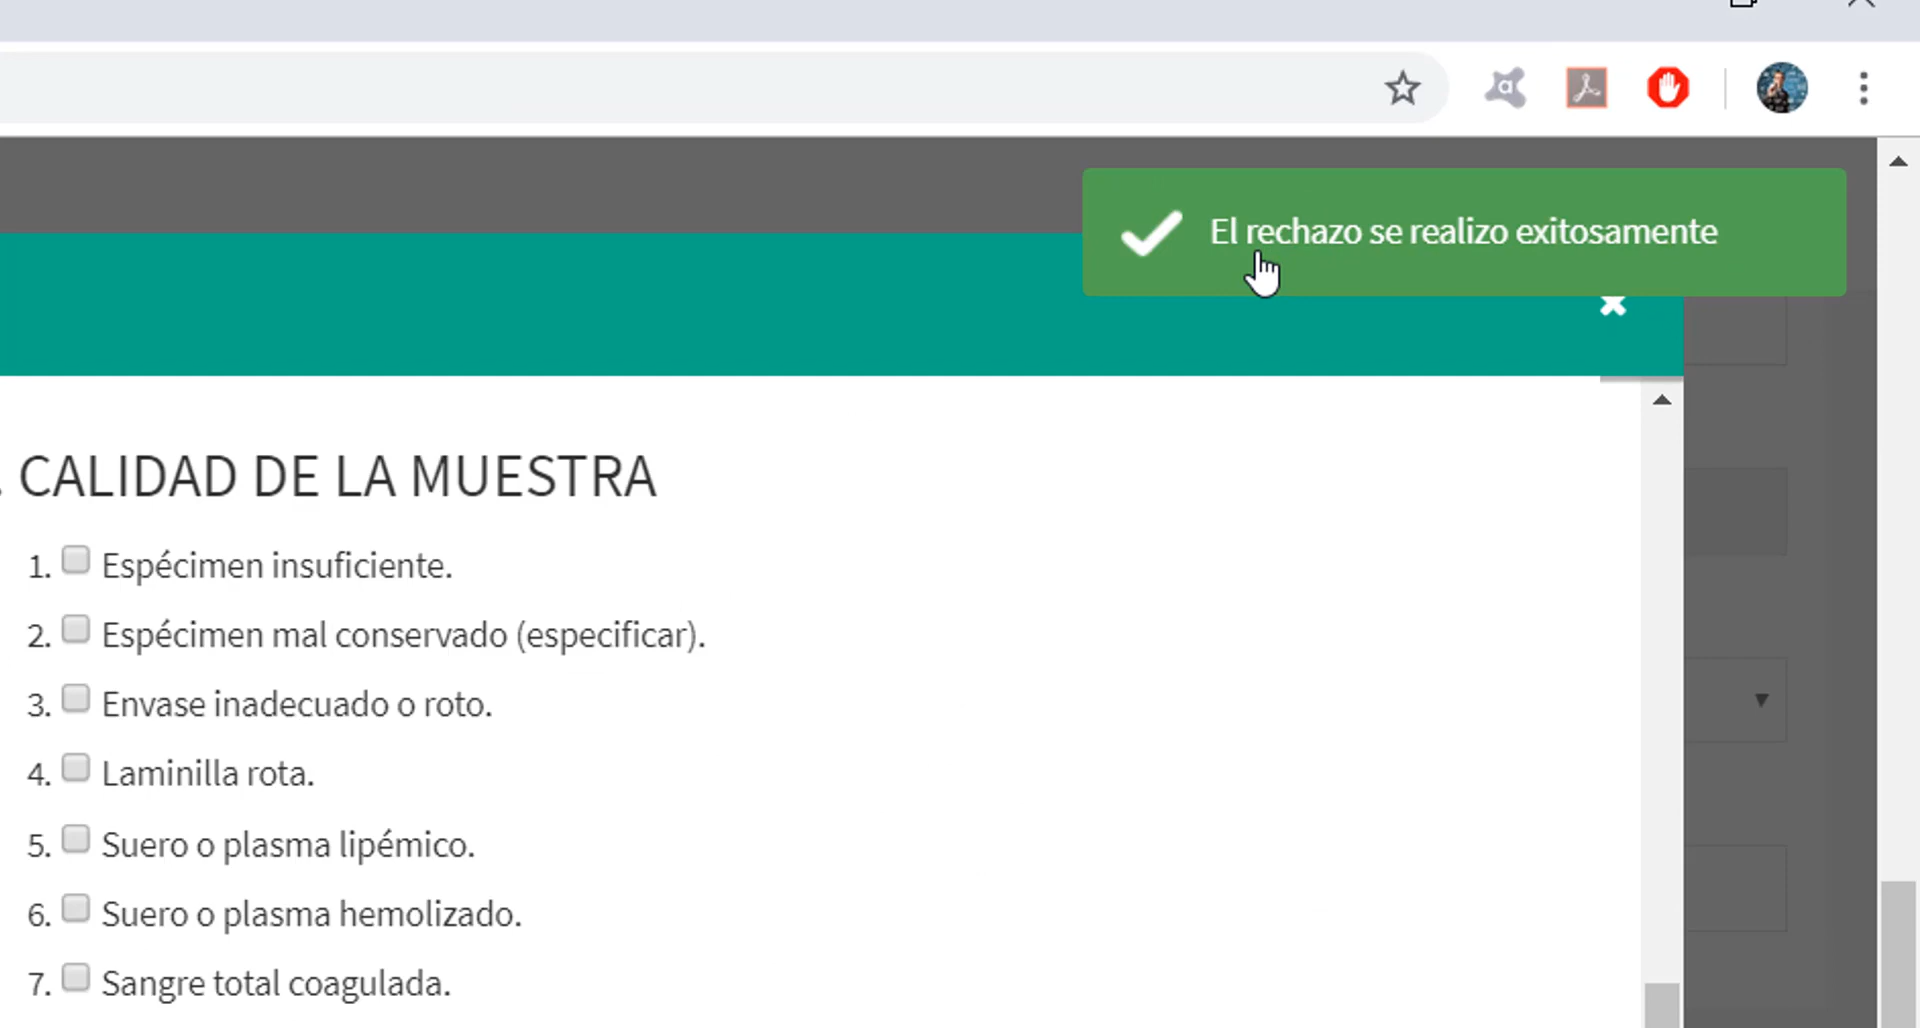 El rechazo se realizo exitosamente
. CALIDAD DE LA MUESTRA
1. Espécimen insuficiente.
2. Espécimen mal conservado (especificar).
3. Envase inadecuado o roto.
4. Laminilla rota.
5. Suero o plasma lipémico.
6. Suero o plasma hemolizado.
7. Sangre total coagulada.